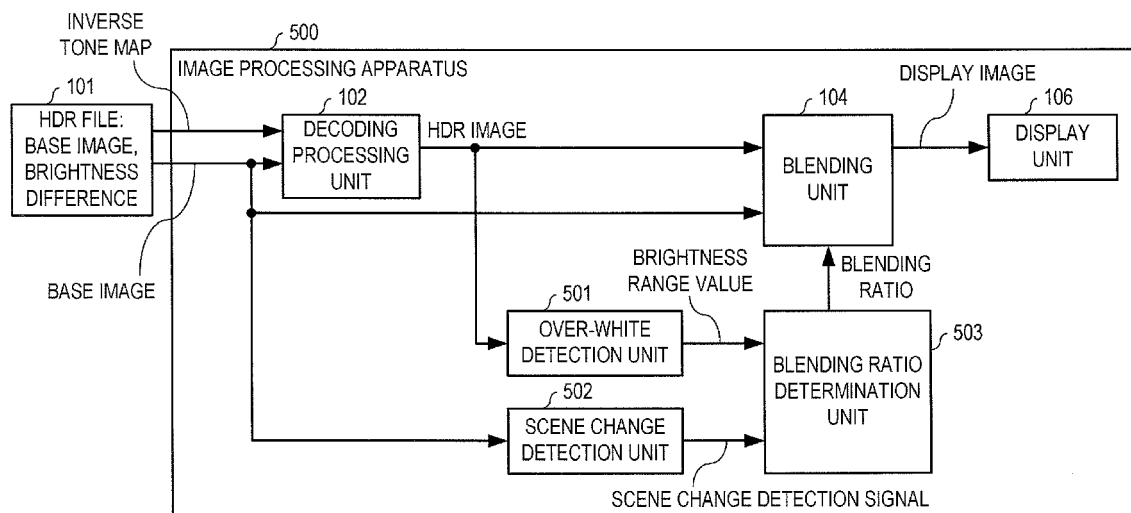 INVERSE
TONE MAP
500
IMAGE PROCESSING APPARATUS
101
HDR FILE:
BASE IMAGE,
BRIGHTNESS
DIFFERENCE
BASE IMAGE
102
DECODING
PROCESSING
UNIT
HDR IMAGE
104
BLENDING
UNIT
DISPLAY IMAGE
106
DISPLAY
UNIT
BLENDING
RATIO
BRIGHTNESS
RANGE VALUE
501
OVER-WHITE
DETECTION UNIT
502
SCENE CHANGE
DETECTION UNIT
503
BLENDING RATIO
DETERMINATION
UNIT
SCENE CHANGE DETECTION SIGNAL